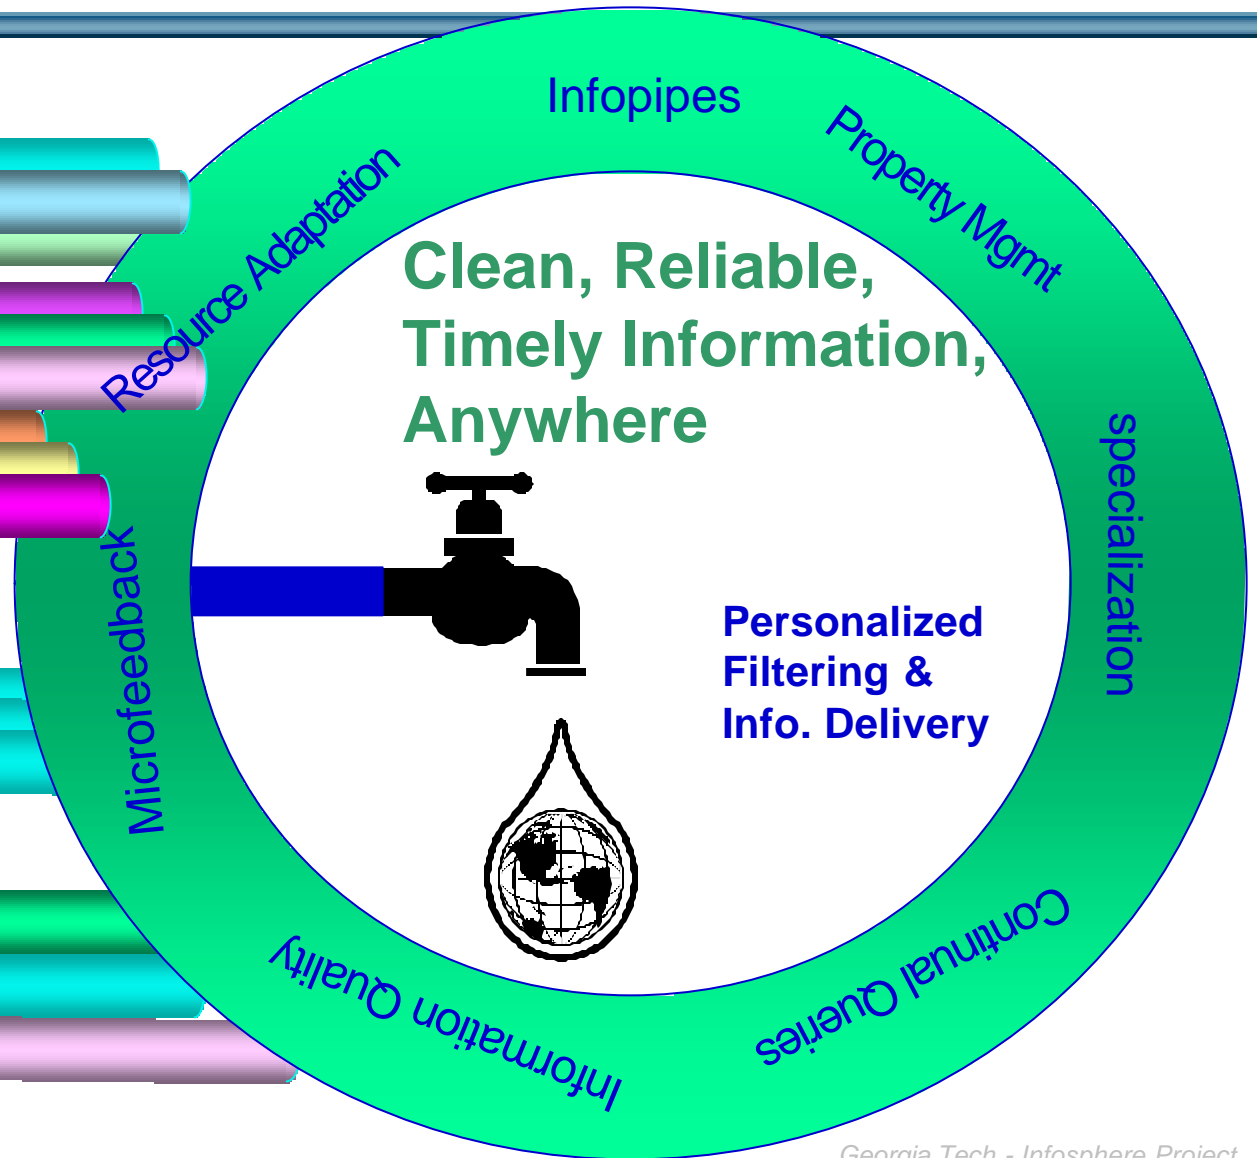 Infopipes
Property Mgmt
Resource Adaptation
Clean, Reliable,
Timely Information,
Anywhere
specialization
Microfeedback
Personalized
Filtering &
Info. Delivery
Continual Queries
Information Quality
Georgia Tech - Infosphere Project